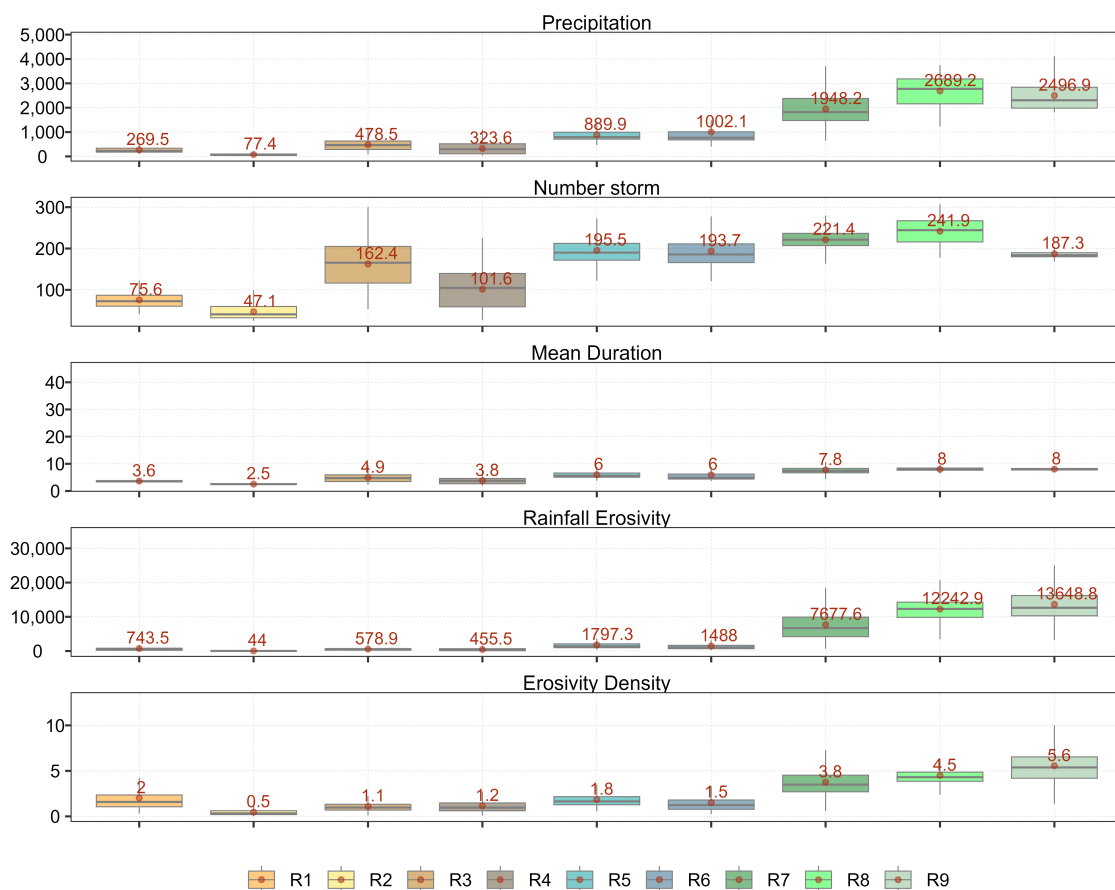 Precipitation
5,000
4,000
3,000
2,000
1,000
0
269.5 77.4 478.5 323.6 889.9 1002.1 1948.2 2689.2 2496.9
Number storm
300
200
100
75.6 47.1 162.4 101.6 195.5 193.7 221.4 241.9 187.3
Mean Duration
40
30
20
10
0
3.6 2.5 4.9 3.8 6 6 7.8 8 8
Rainfall Erosivity
30,000
20,000
10,000
0
743.5 44 578.9 455.5 1797.3 1488 7677.6 12242.9 13648.8
Erosivity Density
10
5
0
2 0.5 1.1 1.2 1.8 1.5 3.8 4.5 5.6
R1 R2 R3 R4 R5 R6 R7 R8 R9